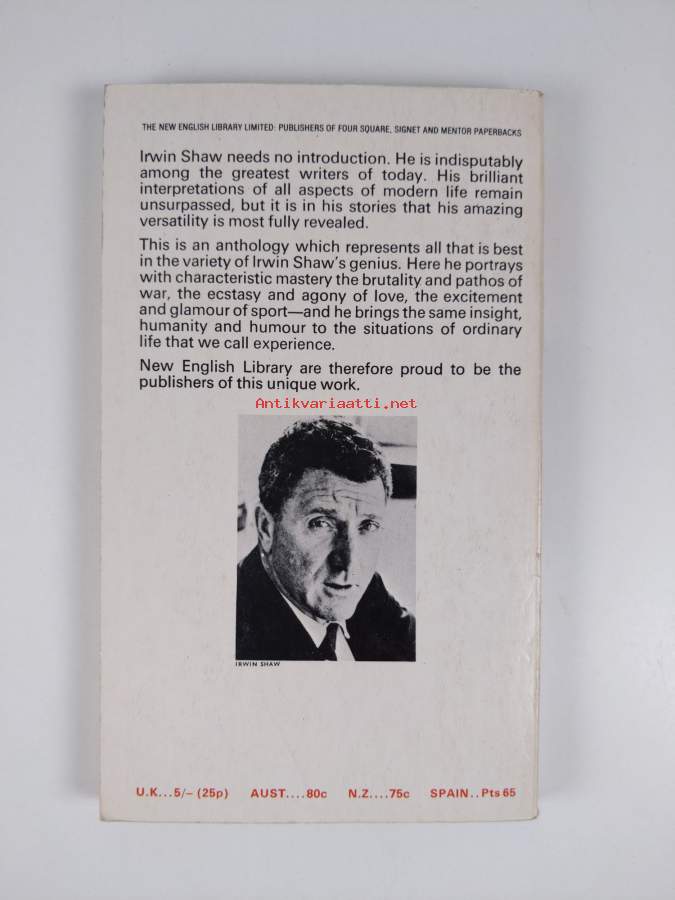 THE NEW ENGLISH LIBRARY LIMITED: PUBLISHERS OF FOUR SQUARE, SIGNET AND MENTOR PAPERBACKS
Irwin Shaw needs no introduction. He is indisputably
among the greatest writers of today. His brilliant
interpretations of all aspects of modern life remain
unsurpassed, but it is in his stories that his amazing
versatility is most fully revealed.
This is an anthology which represents all that is best
in the variety of Irwin Shaw's genius. Here he portrays
with characteristic mastery the brutality and pathos of
war, the ecstasy and agony of love, the excitement
and glamour of sport—and he brings the same insight,
humanity and humour to the situations of ordinary
life that we call experience.
New English Library are therefore proud to be the
publishers of this unique work.
Antikvariaatti.net
IRWIN SHAW
U.K...5/– (25p) AUST....80c N.Z....75c SPAIN..Pts 65